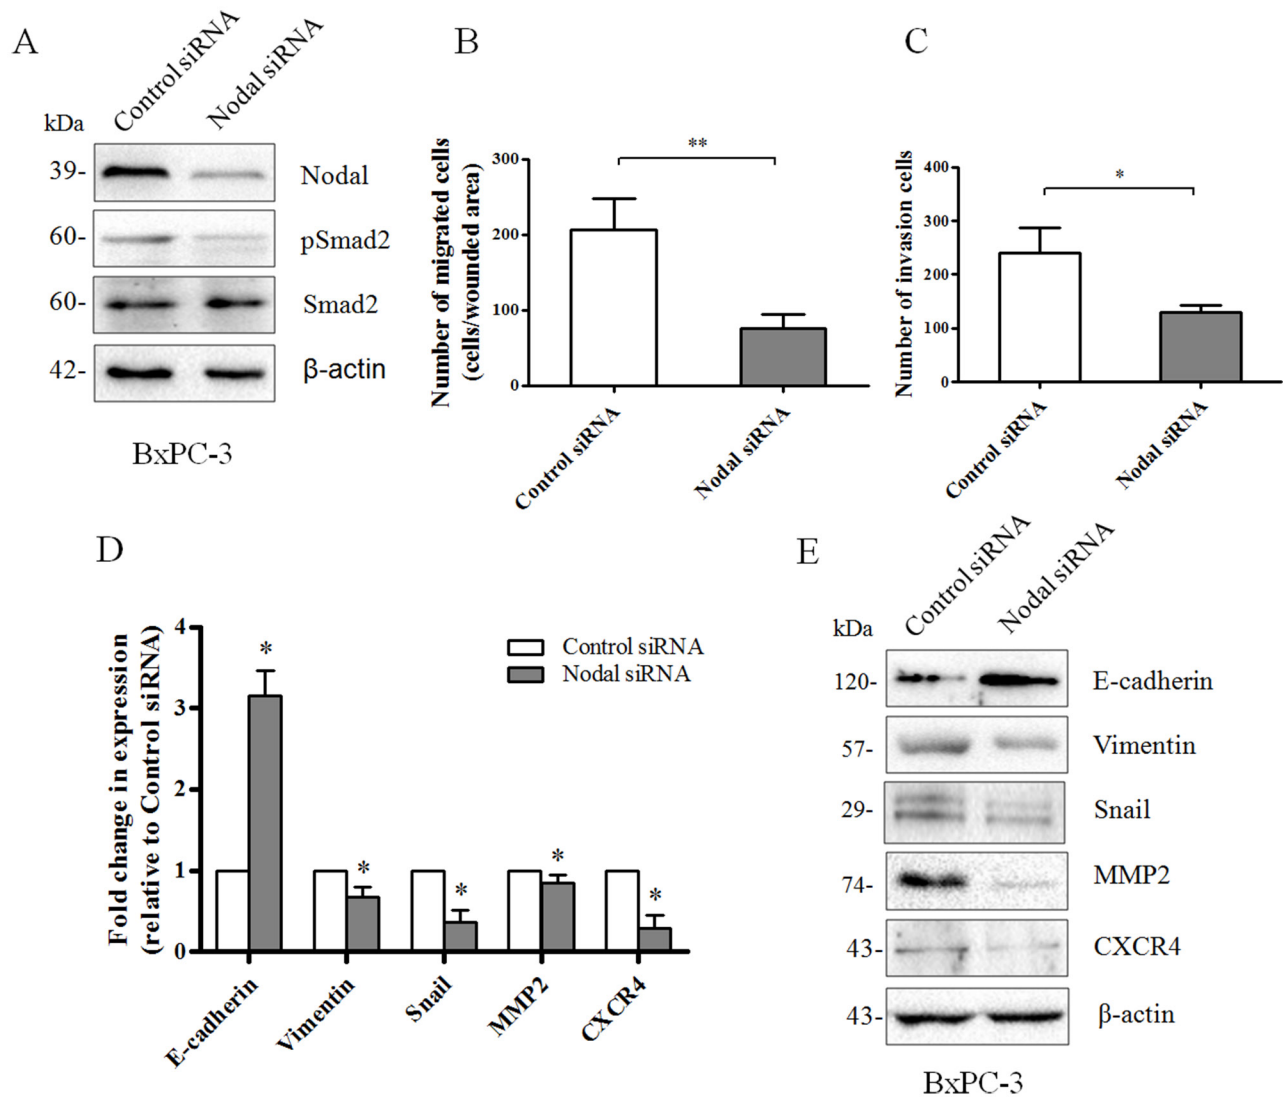 A
Control siRNA
Nodal siRNA
kDa
39-
Nodal
60-
pSmad2
60-
Smad2
42-
β-actin
BxPC-3
B
Number of migrated cells
(cells/wounded area)
300
200
100
0
**
Control siRNA
Nodal siRNA
C
Number of invasion cells
400
300
200
100
0
*
Control siRNA
Nodal siRNA
D
Fold change in expression
(relative to Control siRNA)
4
3
2
1
0
Control siRNA
Nodal siRNA
*
*
*
*
*
E-cadherin
Vimentin
Snail
MMP2
CXCR4
E
Control siRNA
Nodal siRNA
kDa
120-
E-cadherin
57-
Vimentin
29-
Snail
74-
MMP2
43-
CXCR4
43-
β-actin
BxPC-3